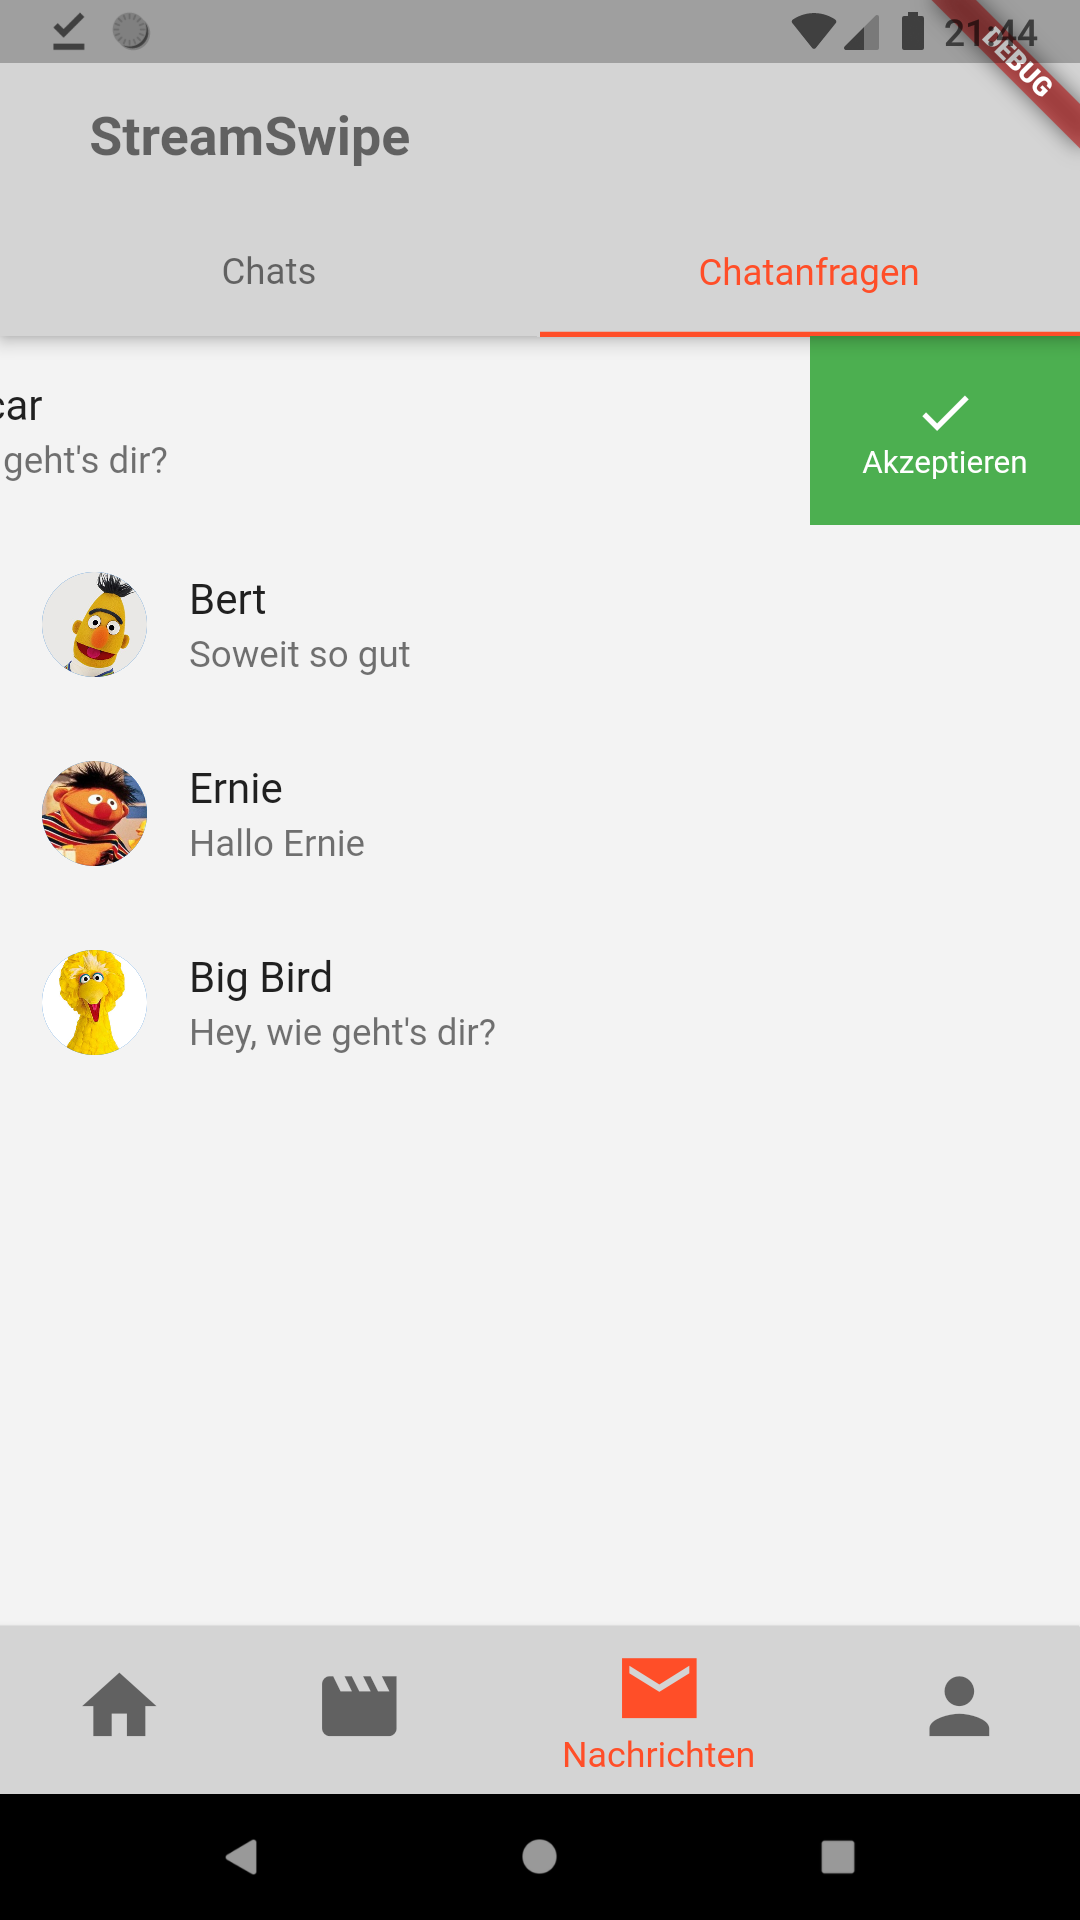 21:44
DEBUG
StreamSwipe
Chats
Chatanfragen
car
geht's dir?
Akzeptieren
Bert
Soweit so gut
Ernie
Hallo Ernie
Big Bird
Hey, wie geht's dir?
Nachrichten